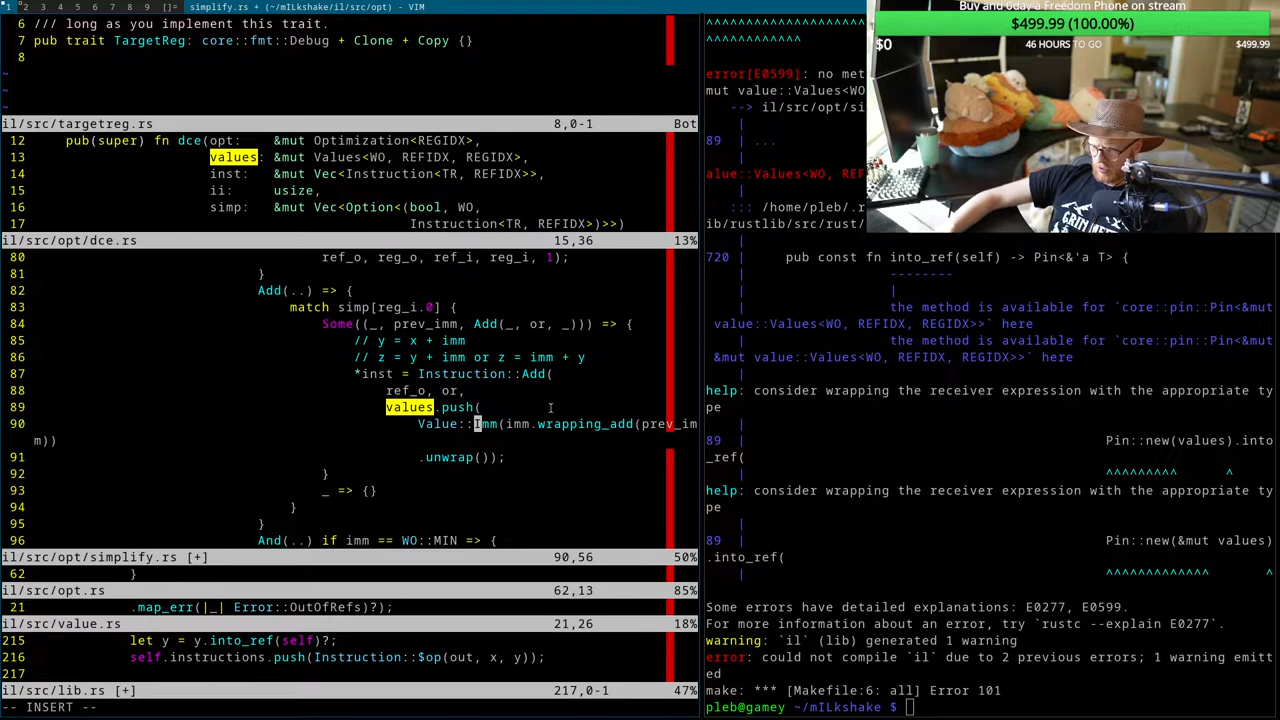 1 2 3 4 5 6 7 8 9 []= simplify.rs + (~/mILkshake/il/src/opt) - VIM
6 /// long as you implement this trait.
7 pub trait TargetReg: core::fmt::Debug + Clone + Copy {}
8
~
~
~
il/src/targetreg.rs 8,0-1 Bot
12 pub(super) fn dce(opt: &mut Optimization<REGIDX>,
13 values: &mut Values<WO, REFIDX, REGIDX>,
14 inst: &mut Vec<Instruction<TR, REFIDX>>,
15 ii: usize,
16 simp: &mut Vec<Option<(bool, WO,
17 Instruction<TR, REFIDX>)>>)
il/src/opt/dce.rs 15,36 13%
80 ref_o, reg_o, ref_i, reg_i, 1);
81 }
82 Add(..) => {
83 match simp[reg_i.0] {
84 Some((_, prev_imm, Add(_, or, _))) => {
85 // y = x + imm
86 // z = y + imm or z = imm + y
87 *inst = Instruction::Add(
88 ref_o, or,
89 values.push(
90 Value::Imm(imm.wrapping_add(prev_im
m))
91 .unwrap());
92 }
93 _ => {}
94 }
95 }
96 And(..) if imm == WO::MIN => {
il/src/opt/simplify.rs [+] 90,56 50%
62 }
il/src/opt.rs 62,13 85%
21 .map_err(|_| Error::OutOfRefs)?);
il/src/value.rs 21,26 18%
215 let y = y.into_ref(self)?;
216 self.instructions.push(Instruction::$op(out, x, y));
217
il/src/lib.rs [+] 217,0-1 47%
-- INSERT --
^^^^^^^^^^^^^^^^^^^^
^^^^^^^^^^^^
error[E0599]: no met
mut value::Values<WO
--> il/src/opt/si
|
89 | ...
|
alue::Values<WO, REF
|
::: /home/pleb/.r
ib/rustlib/src/rust/
|
720 | pub const fn into_ref(self) -> Pin<&'a T> {
| --------
| |
| the method is available for `core::pin::Pin<&mut
value::Values<WO, REFIDX, REGIDX>>` here
| the method is available for `core::pin::Pin<&mut
&mut value::Values<WO, REFIDX, REGIDX>>` here
|
help: consider wrapping the receiver expression with the appropriate ty
pe
|
89 | Pin::new(values).into
_ref(
| ^^^^^^^^^ ^
help: consider wrapping the receiver expression with the appropriate ty
pe
|
89 | Pin::new(&mut values)
.into_ref(
| ^^^^^^^^^^^^^ ^
Some errors have detailed explanations: E0277, E0599.
For more information about an error, try `rustc --explain E0277`.
warning: `il` (lib) generated 1 warning
error: could not compile `il` due to 2 previous errors; 1 warning emitt
ed
make: *** [Makefile:6: all] Error 101
pleb@gamey ~/mILkshake $
Buy and 0day a Freedom Phone on stream
$499.99 (100.00%)
$0 46 HOURS TO GO $499.99